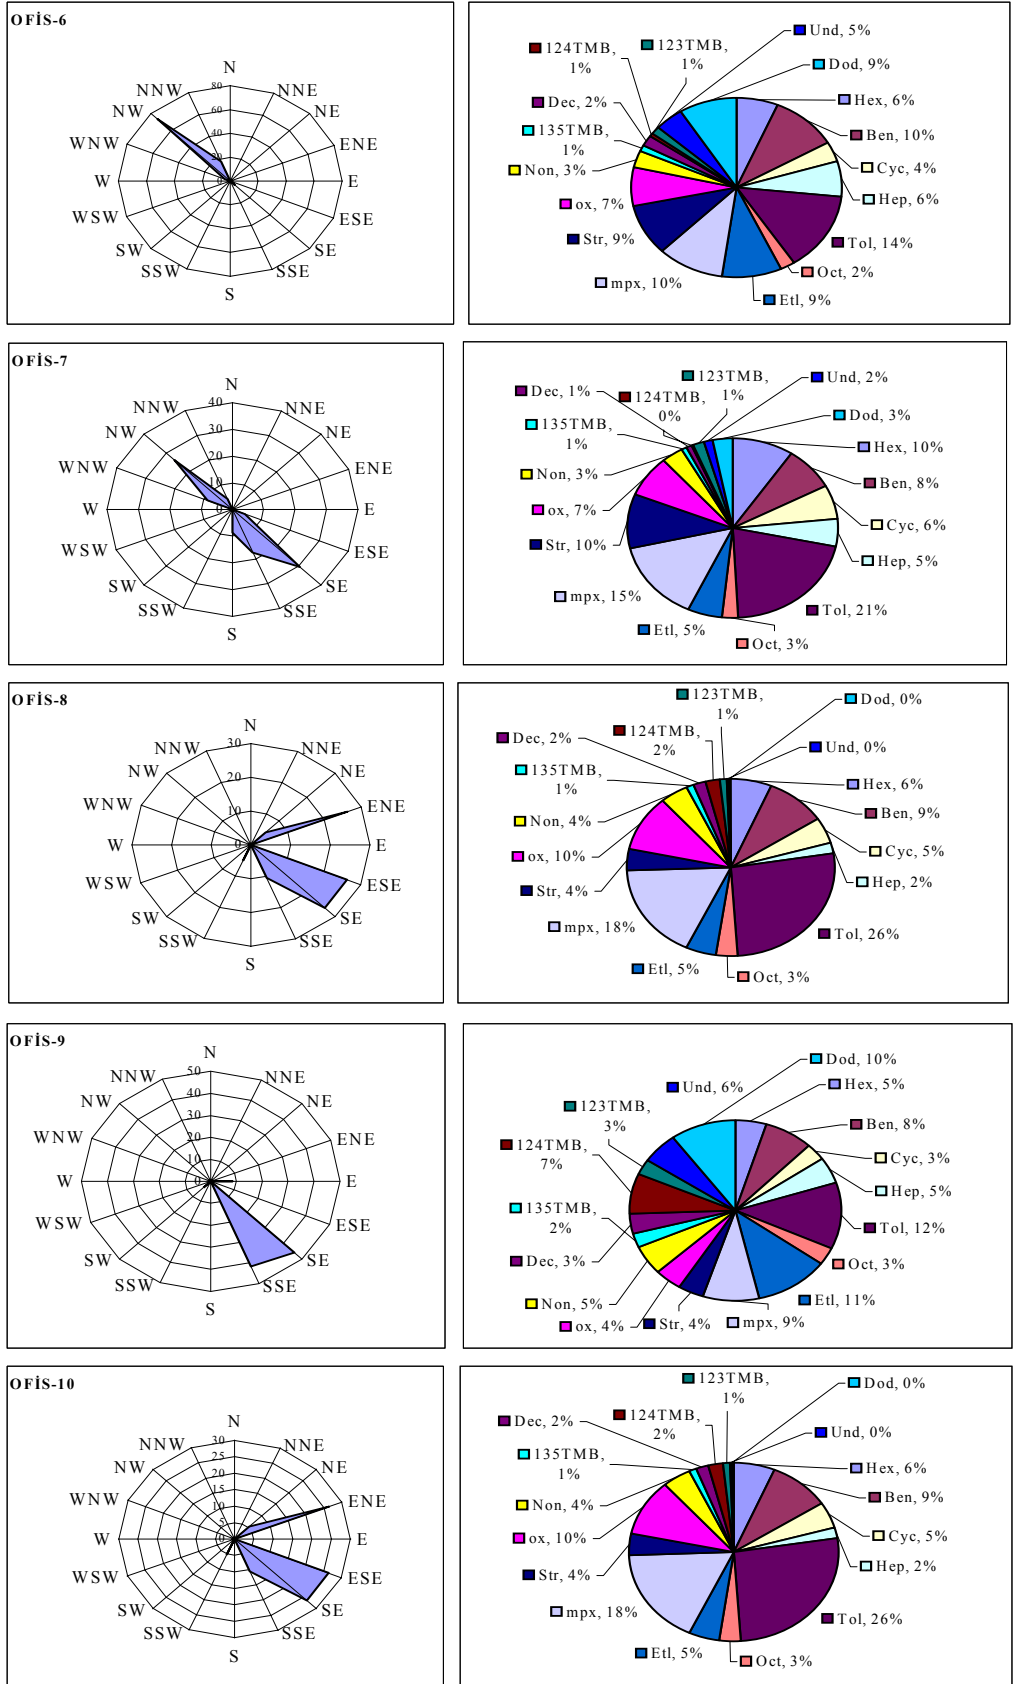 OFİS-6
N
NNE
NE
ENE
E
ESE
SE
SSE
S
SSW
SW
WSW
W
WNW
NW
NNW
80
60
40
20
0
Und, 5%
124TMB,
1%
123TMB,
1%
Dod, 9%
Dec, 2%
Hex, 6%
135TMB,
1%
Ben, 10%
Non, 3%
Cyc, 4%
ox, 7%
Hep, 6%
Str, 9%
Tol, 14%
mpx, 10%
Oct, 2%
Etl, 9%
OFİS-7
N
NNE
NE
ENE
E
ESE
SE
SSE
S
SSW
SW
WSW
W
WNW
NW
NNW
40
30
20
10
0
123TMB,
1%
Und, 2%
Dec, 1%
124TMB,
0%
Dod, 3%
135TMB,
1%
Hex, 10%
Non, 3%
Ben, 8%
ox, 7%
Cyc, 6%
Str, 10%
Hep, 5%
mpx, 15%
Tol, 21%
Etl, 5%
Oct, 3%
OFİS-8
N
NNE
NE
ENE
E
ESE
SE
SSE
S
SSW
SW
WSW
W
WNW
NW
NNW
30
20
10
0
123TMB,
1%
Dod, 0%
Dec, 2%
124TMB,
2%
Und, 0%
135TMB,
1%
Hex, 6%
Non, 4%
Ben, 9%
ox, 10%
Cyc, 5%
Str, 4%
Hep, 2%
mpx, 18%
Tol, 26%
Etl, 5%
Oct, 3%
OFİS-9
N
NNE
NE
ENE
E
ESE
SE
SSE
S
SSW
SW
WSW
W
WNW
NW
NNW
50
40
30
20
10
0
Dod, 10%
Und, 6%
Hex, 5%
123TMB,
3%
Ben, 8%
124TMB,
7%
Cyc, 3%
Hep, 5%
135TMB,
2%
Tol, 12%
Dec, 3%
Oct, 3%
Non, 5%
Etl, 11%
ox, 4%
Str, 4%
mpx, 9%
OFİS-10
N
NNE
NE
ENE
E
ESE
SE
SSE
S
SSW
SW
WSW
W
WNW
NW
NNW
30
25
20
15
10
5
0
123TMB,
1%
Dod, 0%
Dec, 2%
124TMB,
2%
Und, 0%
135TMB,
1%
Hex, 6%
Non, 4%
Ben, 9%
ox, 10%
Cyc, 5%
Str, 4%
Hep, 2%
mpx, 18%
Tol, 26%
Etl, 5%
Oct, 3%